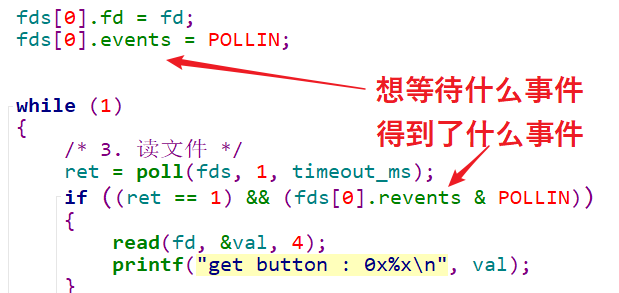 fds[0].fd = fd;
fds[0].events = POLLIN;
想等待什么事件
while (1)
得到了什么事件
{
/* 3. 读文件 */
ret = poll(fds, 1, timeout_ms);
if ((ret == 1) && (fds[0].revents & POLLIN))
{
read(fd, &val, 4);
printf("get button : 0x%x\n", val);
}